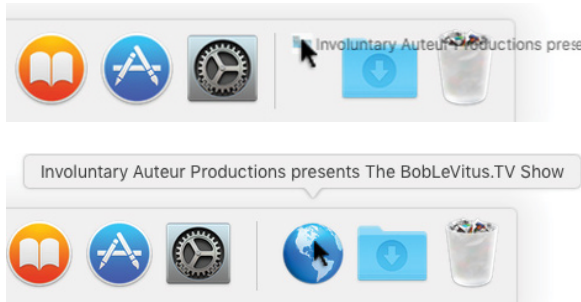 Involuntary Auteur Productions prese
Involuntary Auteur Productions presents The BobLeVitus.TV Show